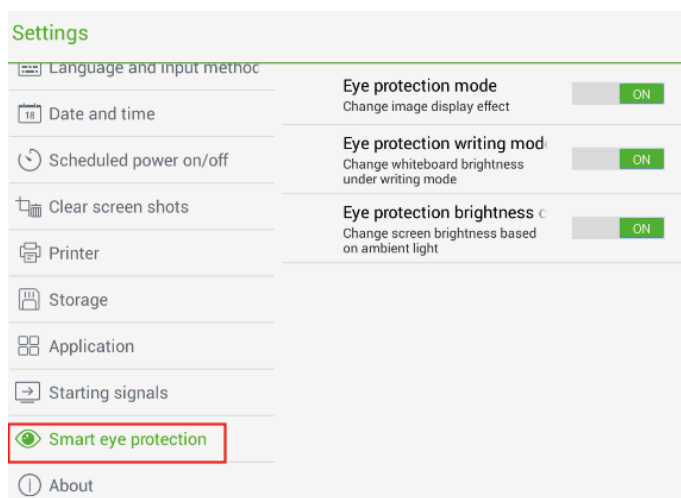 Settings
Language and input method
18 Date and time
Scheduled power on/off
Clear screen shots
Printer
Storage
Application
Starting signals
Smart eye protection
About
Eye protection mode
Change image display effect
ON
Eye protection writing mod
Change whiteboard brightness
under writing mode
ON
Eye protection brightness c
Change screen brightness based
on ambient light
ON